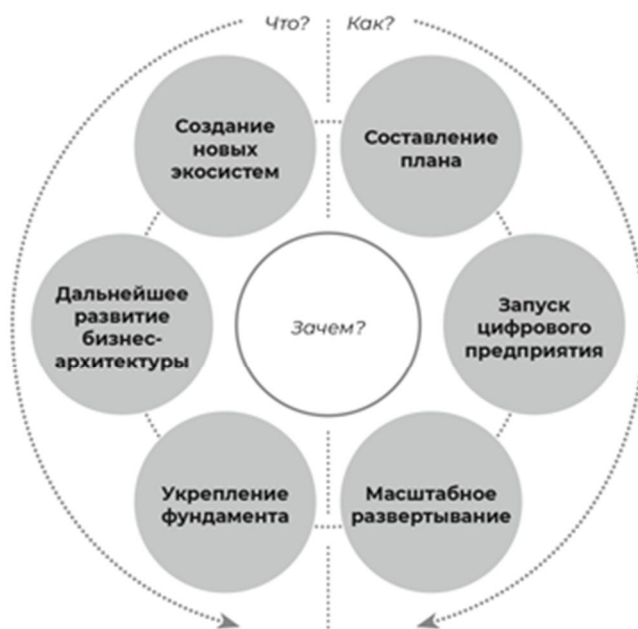 Что?
Как?
Создание
новых
экосистем
Составление
плана
Дальнейшее
развитие
бизнес-
архитектуры
Зачем?
Запуск
цифрового
предприятия
Укрепление
фундамента
Масштабное
развертывание